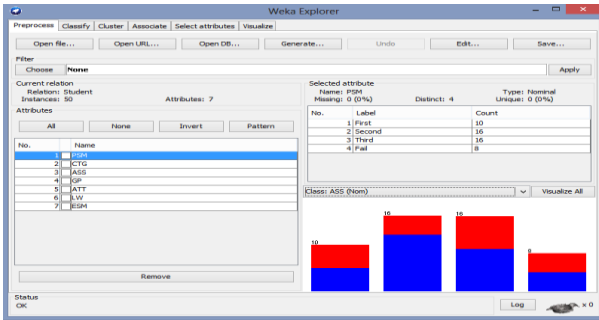 Weka Explorer
Preprocess Classify Cluster Associate Select attributes Visualize
Open file... Open URL... Open DB... Generate... Undo Edit... Save...
Filter
Choose None Apply
Current relation
Relation: Student
Instances: 50 Attributes: 7
Attributes
All None Invert Pattern
No. Name
1 PSM
2 CTG
3 ASS
4 GP
5 ATT
6 LW
7 ESM
Remove
Selected attribute
Name: PSM Type: Nominal
Missing: 0 (0%) Distinct: 4 Unique: 0 (0%)
No. Label Count
1 First 10
2 Second 16
3 Third 16
4 Fail 8
Class: ASS (Nom) Visualize All
10 16 16 8
Status
OK
Log x 0